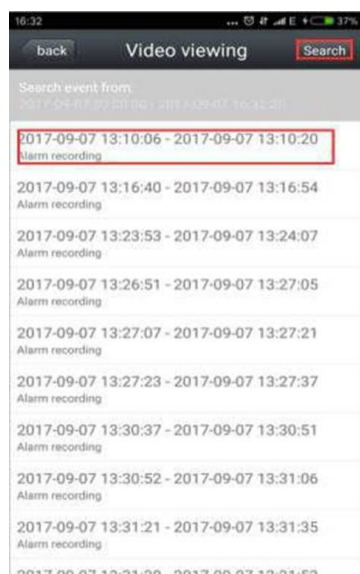 16:32 ... E 37%
back Video viewing Search
Search event from:
2017-09-07 13:10:06 - 2017-09-07 13:10:20
Alarm recording
2017-09-07 13:16:40 - 2017-09-07 13:16:54
Alarm recording
2017-09-07 13:23:53 - 2017-09-07 13:24:07
Alarm recording
2017-09-07 13:26:51 - 2017-09-07 13:27:05
Alarm recording
2017-09-07 13:27:07 - 2017-09-07 13:27:21
Alarm recording
2017-09-07 13:27:23 - 2017-09-07 13:27:37
Alarm recording
2017-09-07 13:30:37 - 2017-09-07 13:30:51
Alarm recording
2017-09-07 13:30:52 - 2017-09-07 13:31:06
Alarm recording
2017-09-07 13:31:21 - 2017-09-07 13:31:35
Alarm recording